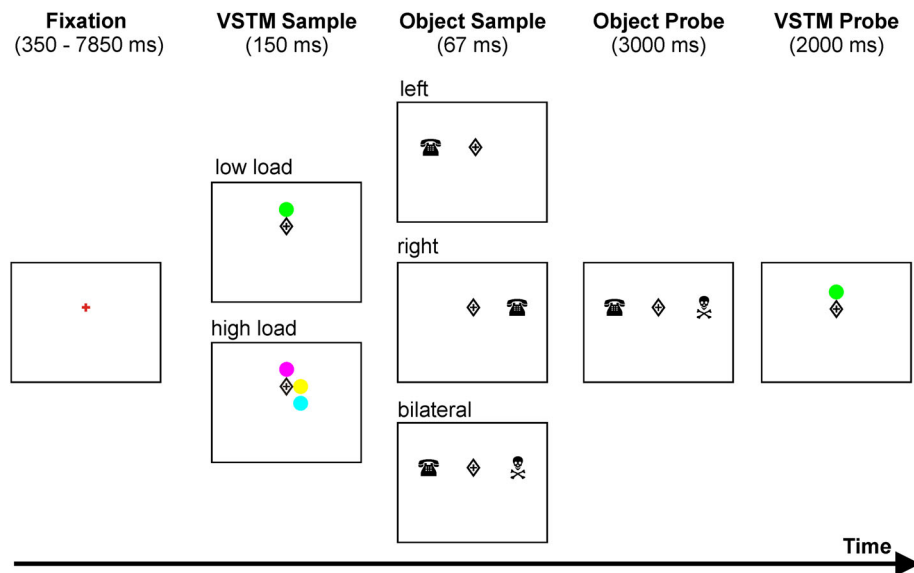 Fixation
(350 - 7850 ms)
VSTM Sample
(150 ms)
Object Sample
(67 ms)
Object Probe
(3000 ms)
VSTM Probe
(2000 ms)
left
low load
right
high load
bilateral
Time